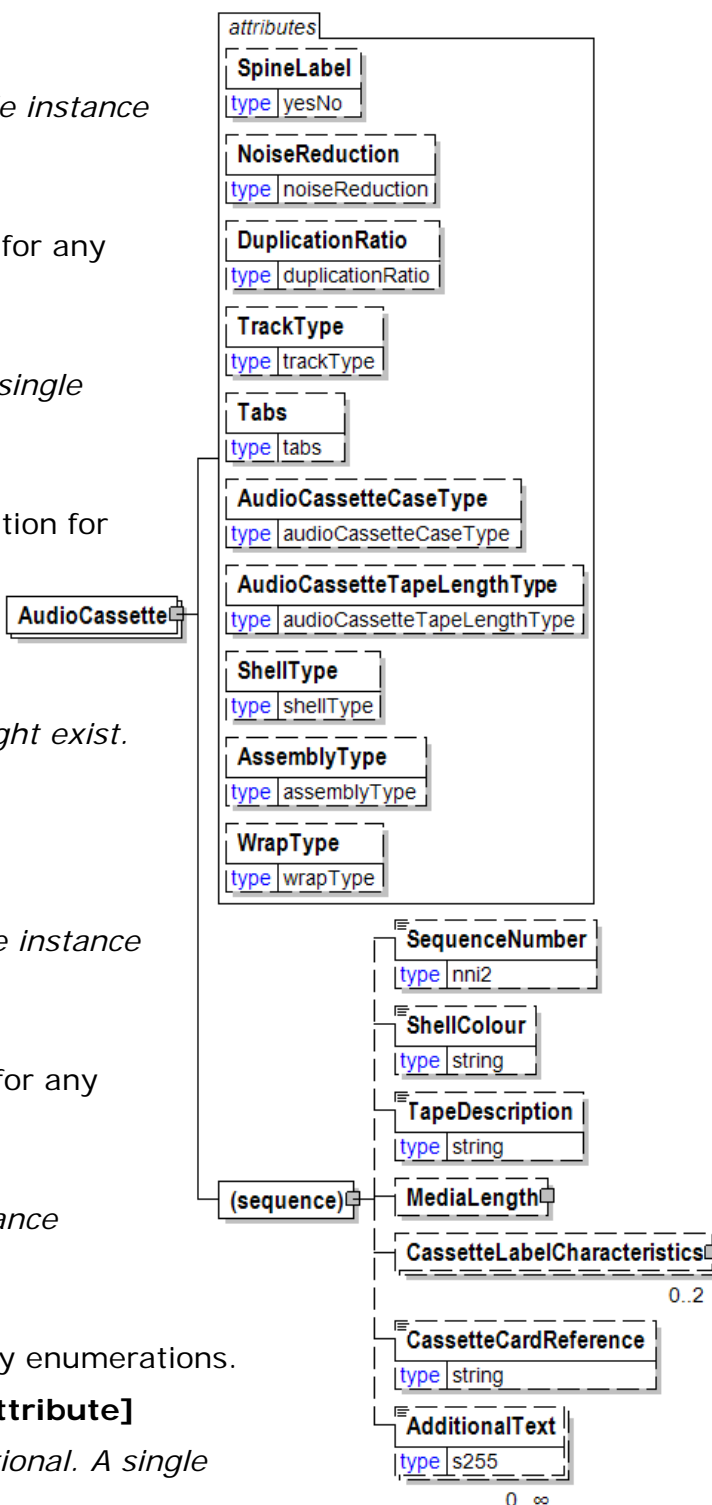 e instance
for any
single
tion for
ght exist.
e instance
for any
ance
y enumerations.
ttribute]
ional. A single
AudioCassette
attributes
SpineLabel
type yesNo
NoiseReduction
type noiseReduction
DuplicationRatio
type duplicationRatio
TrackType
type trackType
Tabs
type tabs
AudioCassetteCaseType
type audioCassetteCaseType
AudioCassetteTapeLengthType
type audioCassetteTapeLengthType
ShellType
type shellType
AssemblyType
type assemblyType
WrapType
type wrapType
(sequence)
SequenceNumber
type nni2
ShellColour
type string
TapeDescription
type string
MediaLength
CassetteLabelCharacteristics
0..2
CassetteCardReference
type string
AdditionalText
type s255
0..∞